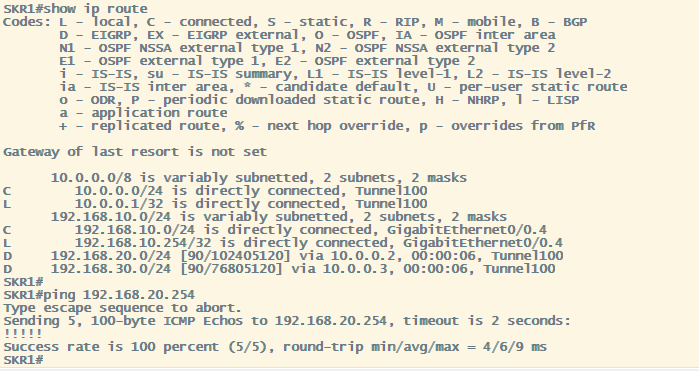 SKR1#show ip route
Codes: L - local, C - connected, S - static, R - RIP, M - mobile, B - BGP
       D - EIGRP, EX - EIGRP external, O - OSPF, IA - OSPF inter area
       N1 - OSPF NSSA external type 1, N2 - OSPF NSSA external type 2
       E1 - OSPF external type 1, E2 - OSPF external type 2
       i - IS-IS, su - IS-IS summary, L1 - IS-IS level-1, L2 - IS-IS level-2
       ia - IS-IS inter area, * - candidate default, U - per-user static route
       o - ODR, P - periodic downloaded static route, H - NHRP, l - LISP
       a - application route
       + - replicated route, % - next hop override, p - overrides from PfR

Gateway of last resort is not set

      10.0.0.0/8 is variably subnetted, 2 subnets, 2 masks
C        10.0.0.0/24 is directly connected, Tunnel100
L        10.0.0.1/32 is directly connected, Tunnel100
      192.168.10.0/24 is variably subnetted, 2 subnets, 2 masks
C        192.168.10.0/24 is directly connected, GigabitEthernet0/0.4
L        192.168.10.254/32 is directly connected, GigabitEthernet0/0.4
D     192.168.20.0/24 [90/102405120] via 10.0.0.2, 00:00:06, Tunnel100
D     192.168.30.0/24 [90/76805120] via 10.0.0.3, 00:00:06, Tunnel100
SKR1#
SKR1#ping 192.168.20.254
Type escape sequence to abort.
Sending 5, 100-byte ICMP Echos to 192.168.20.254, timeout is 2 seconds:
!!!!!
Success rate is 100 percent (5/5), round-trip min/avg/max = 4/6/9 ms
SKR1#